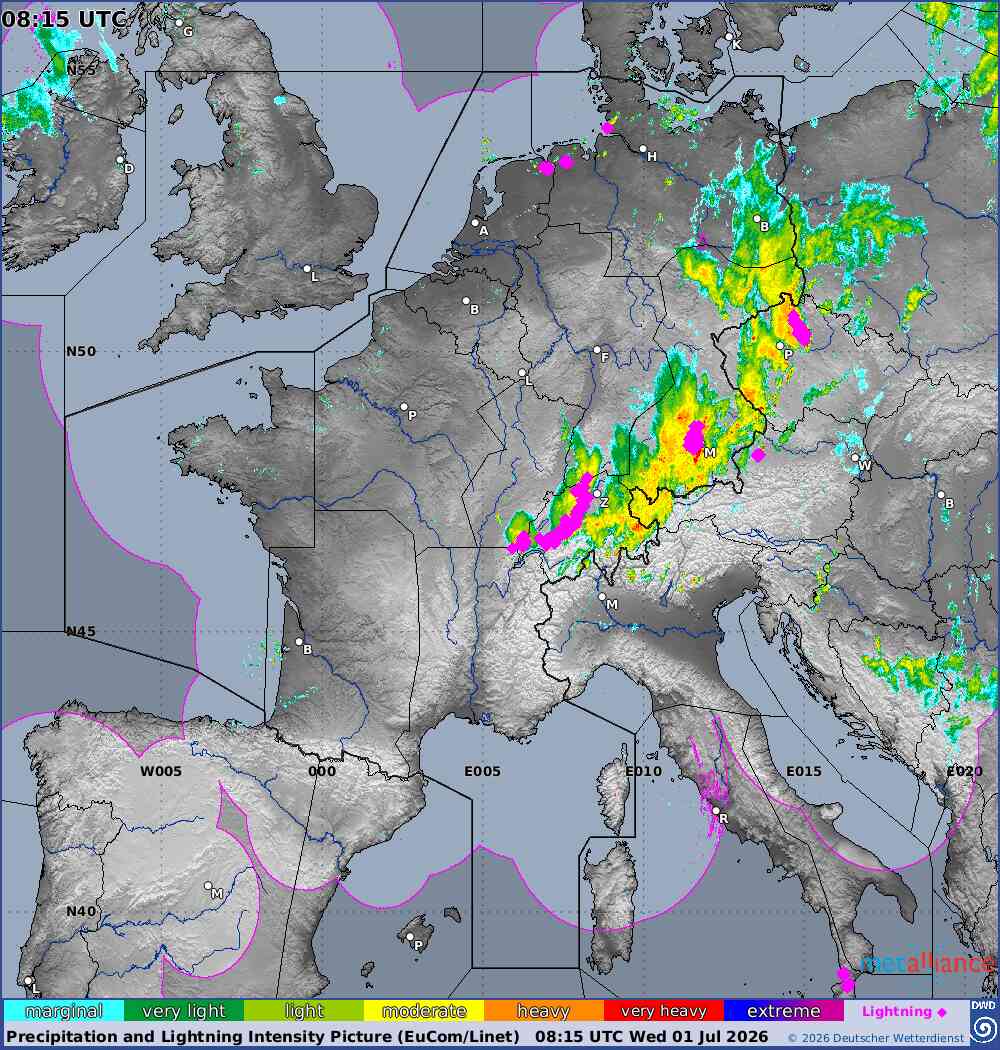 08:15 UTC
G
K
N55
H
D
A
B
L
B
N50
F
P
L
P
M
W
Z
B
M
N45
B
W005
000
E005
E010
E015
E020
R
M
N40
P
metalliance
L
marginal very light light moderate heavy very heavy extreme Lightning ◆ DWD
Precipitation and Lightning Intensity Picture (EuCom/Linet) 08:15 UTC Wed 01 Jul 2026 © 2026 Deutscher Wetterdienst